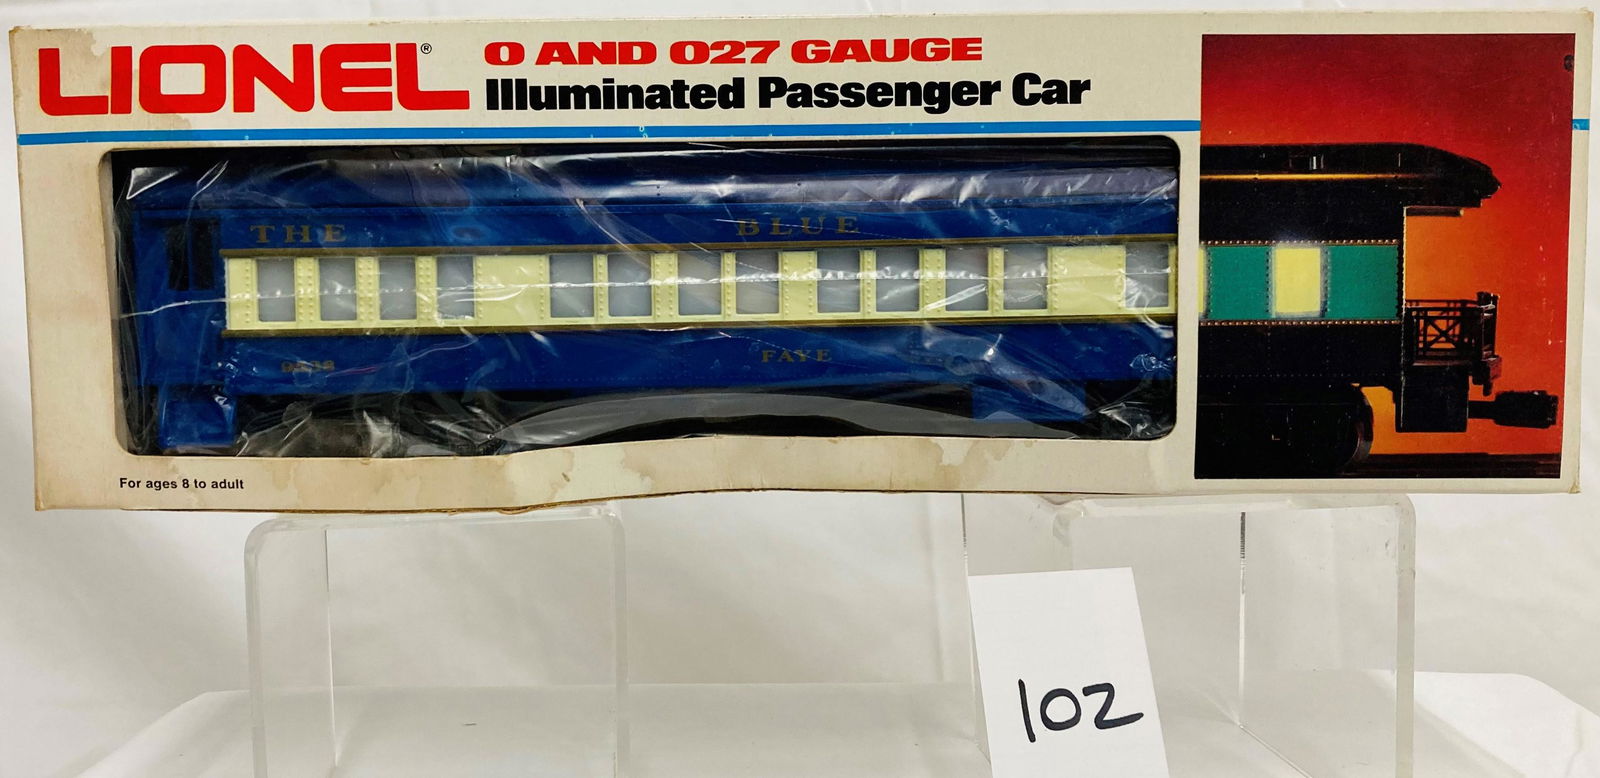 LIONEL®
O AND O27 GAUGE
Illuminated Passenger Car
THE BLUE
FAYE
For ages 8 to adult
102